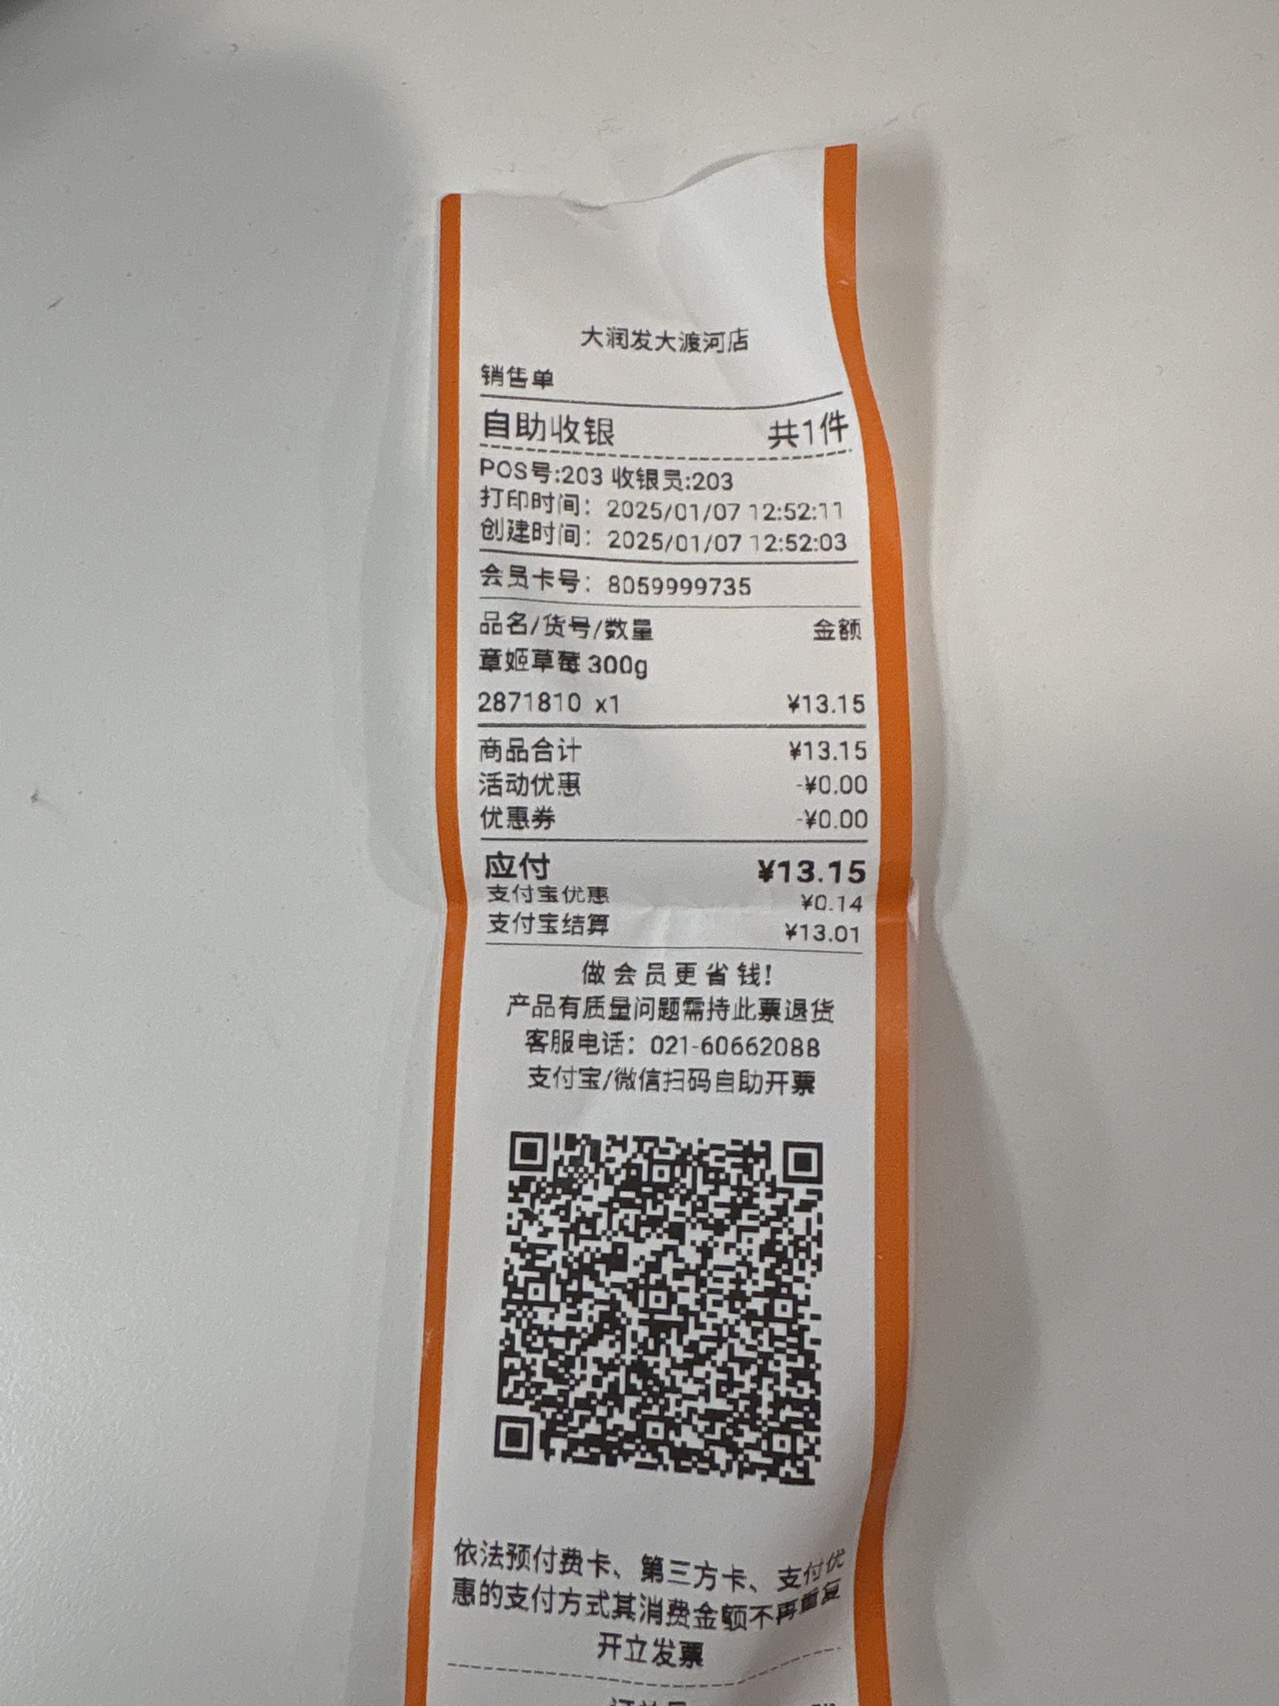 大润发大渡河店
销售单
自助收银 共1件
POS号:203 收银员:203
打印时间：2025/01/07 12:52:11
创建时间：2025/01/07 12:52:03
会员卡号：8059999735
品名/货号/数量 金额
章姬草莓 300g
2871810 x1 ¥13.15
商品合计 ¥13.15
活动优惠 -¥0.00
优惠券 -¥0.00
应付 ¥13.15
支付宝优惠 ¥0.14
支付宝结算 ¥13.01
做会员更省钱!
产品有质量问题需持此票退货
客服电话：021-60662088
支付宝/微信扫码自助开票
依法预付费卡、第三方卡、支付优
惠的支付方式其消费金额不再重复
开立发票